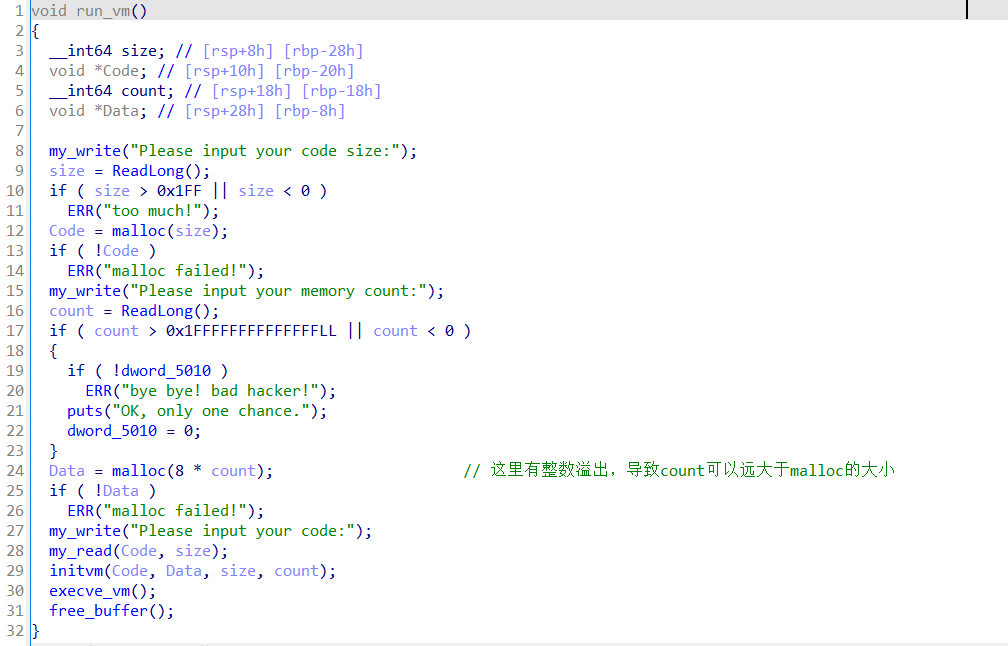 1 void run_vm()
2 {
3   __int64 size; // [rsp+8h] [rbp-28h]
4   void *Code; // [rsp+10h] [rbp-20h]
5   __int64 count; // [rsp+18h] [rbp-18h]
6   void *Data; // [rsp+28h] [rbp-8h]
7
8   my_write("Please input your code size:");
9   size = ReadLong();
10   if ( size > 0x1FF || size < 0 )
11     ERR("too much!");
12   Code = malloc(size);
13   if ( !Code )
14     ERR("malloc failed!");
15   my_write("Please input your memory count:");
16   count = ReadLong();
17   if ( count > 0x1FFFFFFFFFFFFFFFLL || count < 0 )
18   {
19     if ( !dword_5010 )
20       ERR("bye bye! bad hacker!");
21     puts("OK, only one chance.");
22     dword_5010 = 0;
23   }
24   Data = malloc(8 * count);                     // 这里有整数溢出，导致count可以远大于malloc的大小
25   if ( !Data )
26     ERR("malloc failed!");
27   my_write("Please input your code:");
28   my_read(Code, size);
29   initvm(Code, Data, size, count);
30   execve_vm();
31   free_buffer();
32 }